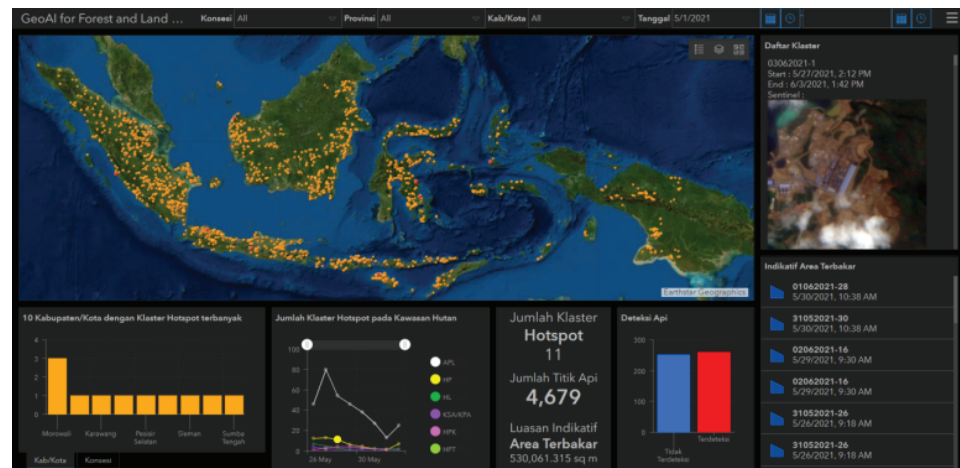 GeoAI for Forest and Land ...
Konsesi All
Provinsi All
Kab/Kota All
Tanggal 5/1/2021
Daftar Klaster
03062021-1
Start : 5/27/2021, 2:12 PM
End : 6/3/2021, 1:42 PM
Sentinel :
Earthstar Geographics
Indikatif Area Terbakar
01062021-28
5/30/2021, 10:38 AM
31052021-30
5/30/2021, 10:38 AM
02062021-16
5/29/2021, 9:30 AM
02062021-16
5/29/2021, 9:30 AM
31052021-26
5/26/2021, 9:18 AM
31052021-26
5/26/2021, 9:18 AM
10 Kabupaten/Kota dengan Klaster Hotspot terbanyak
4
3
2
1
0
Morowali
Karawang
Pesisir
Selatan
Sleman
Sumba
Tengah
Kab/Kota
Konsesi
Jumlah Klaster Hotspot pada Kawasan Hutan
100
80
60
40
20
0
26 May
30 May
APL
HP
HL
KSA/KPA
HPK
HPT
Jumlah Klaster
Hotspot
11
Jumlah Titik Api
4,679
Luasan Indikatif
Area Terbakar
530,061.315 sq m
Deteksi Api
300
200
100
0
Tidak
Terdeteksi
Terdeteksi